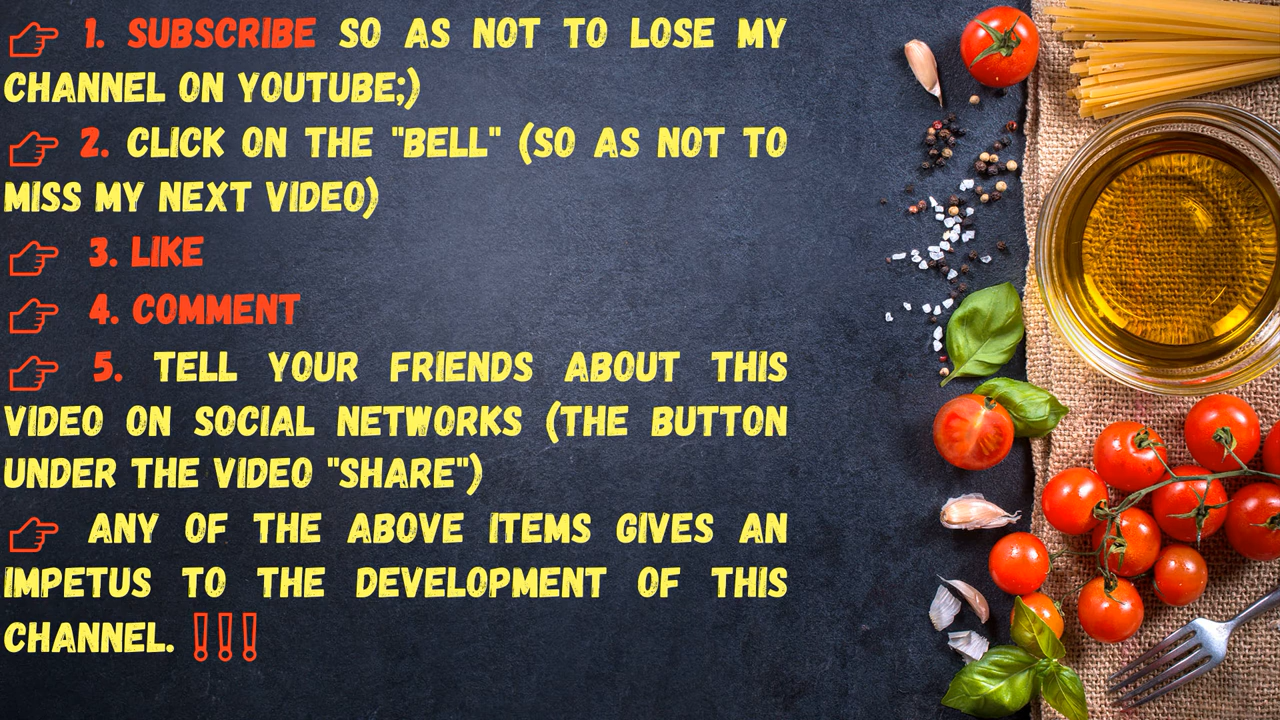 👉 1. SUBSCRIBE SO AS NOT TO LOSE MY
CHANNEL ON YOUTUBE;)
👉 2. CLICK ON THE "BELL" (SO AS NOT TO
MISS MY NEXT VIDEO)
👉 3. LIKE
👉 4. COMMENT
👉 5. TELL YOUR FRIENDS ABOUT THIS
VIDEO ON SOCIAL NETWORKS (THE BUTTON
UNDER THE VIDEO "SHARE")
👉 ANY OF THE ABOVE ITEMS GIVES AN
IMPETUS TO THE DEVELOPMENT OF THIS
CHANNEL. ❗❗❗